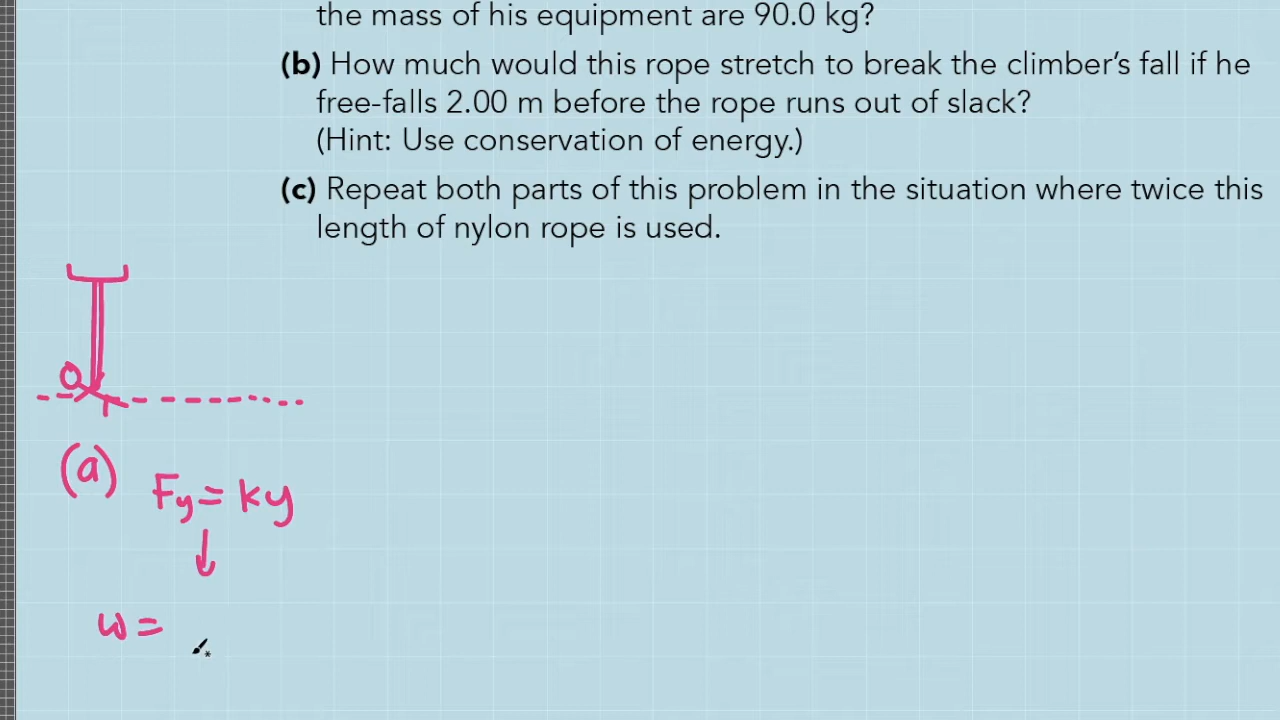 the mass of his equipment are 90.0 kg?
(b) How much would this rope stretch to break the climber's fall if he
free-falls 2.00 m before the rope runs out of slack?
(Hint: Use conservation of energy.)
(c) Repeat both parts of this problem in the situation where twice this
length of nylon rope is used.
(a) Fy = ky
w =